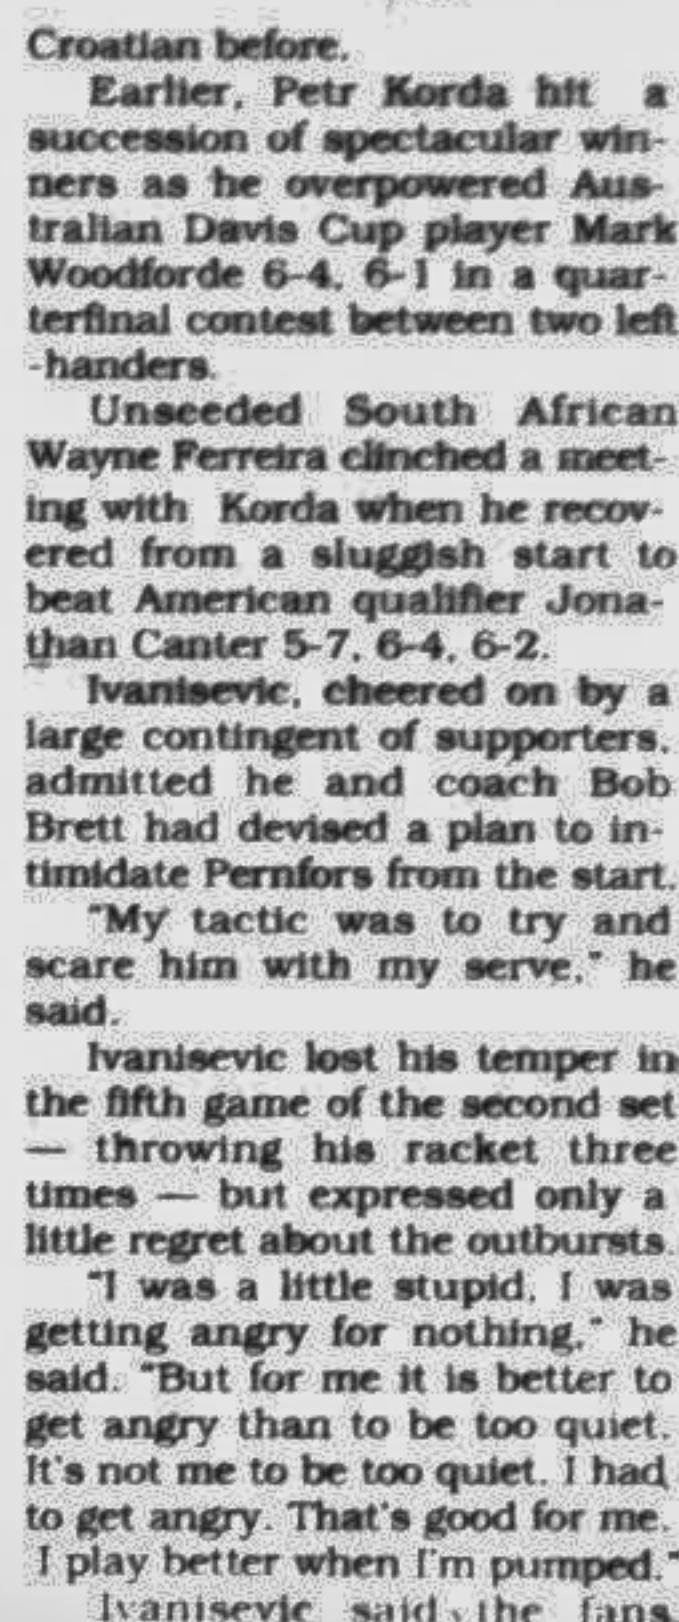 Croatian before.
Earlier, Petr Korda hit a
succession of spectacular win-
ners as he overpowered Aus-
tralian Davis Cup player Mark
Woodforde 6-4, 6-1 in a quar-
terfinal contest between two left
-handers.
Unseeded South African
Wayne Ferreira clinched a meet-
ing with Korda when he recov-
ered from a sluggish start to
beat American qualifier Jona-
than Canter 5-7, 6-4, 6-2.
Ivanisevic, cheered on by a
large contingent of supporters,
admitted he and coach Bob
Brett had devised a plan to in-
timidate Pernfors from the start.
"My tactic was to try and
scare him with my serve," he
said.
Ivanisevic lost his temper in
the fifth game of the second set
— throwing his racket three
times — but expressed only a
little regret about the outbursts.
"I was a little stupid, I was
getting angry for nothing," he
said. "But for me it is better to
get angry than to be too quiet.
It's not me to be too quiet. I had
to get angry. That's good for me.
I play better when I'm pumped."
Ivanisevic said the fans